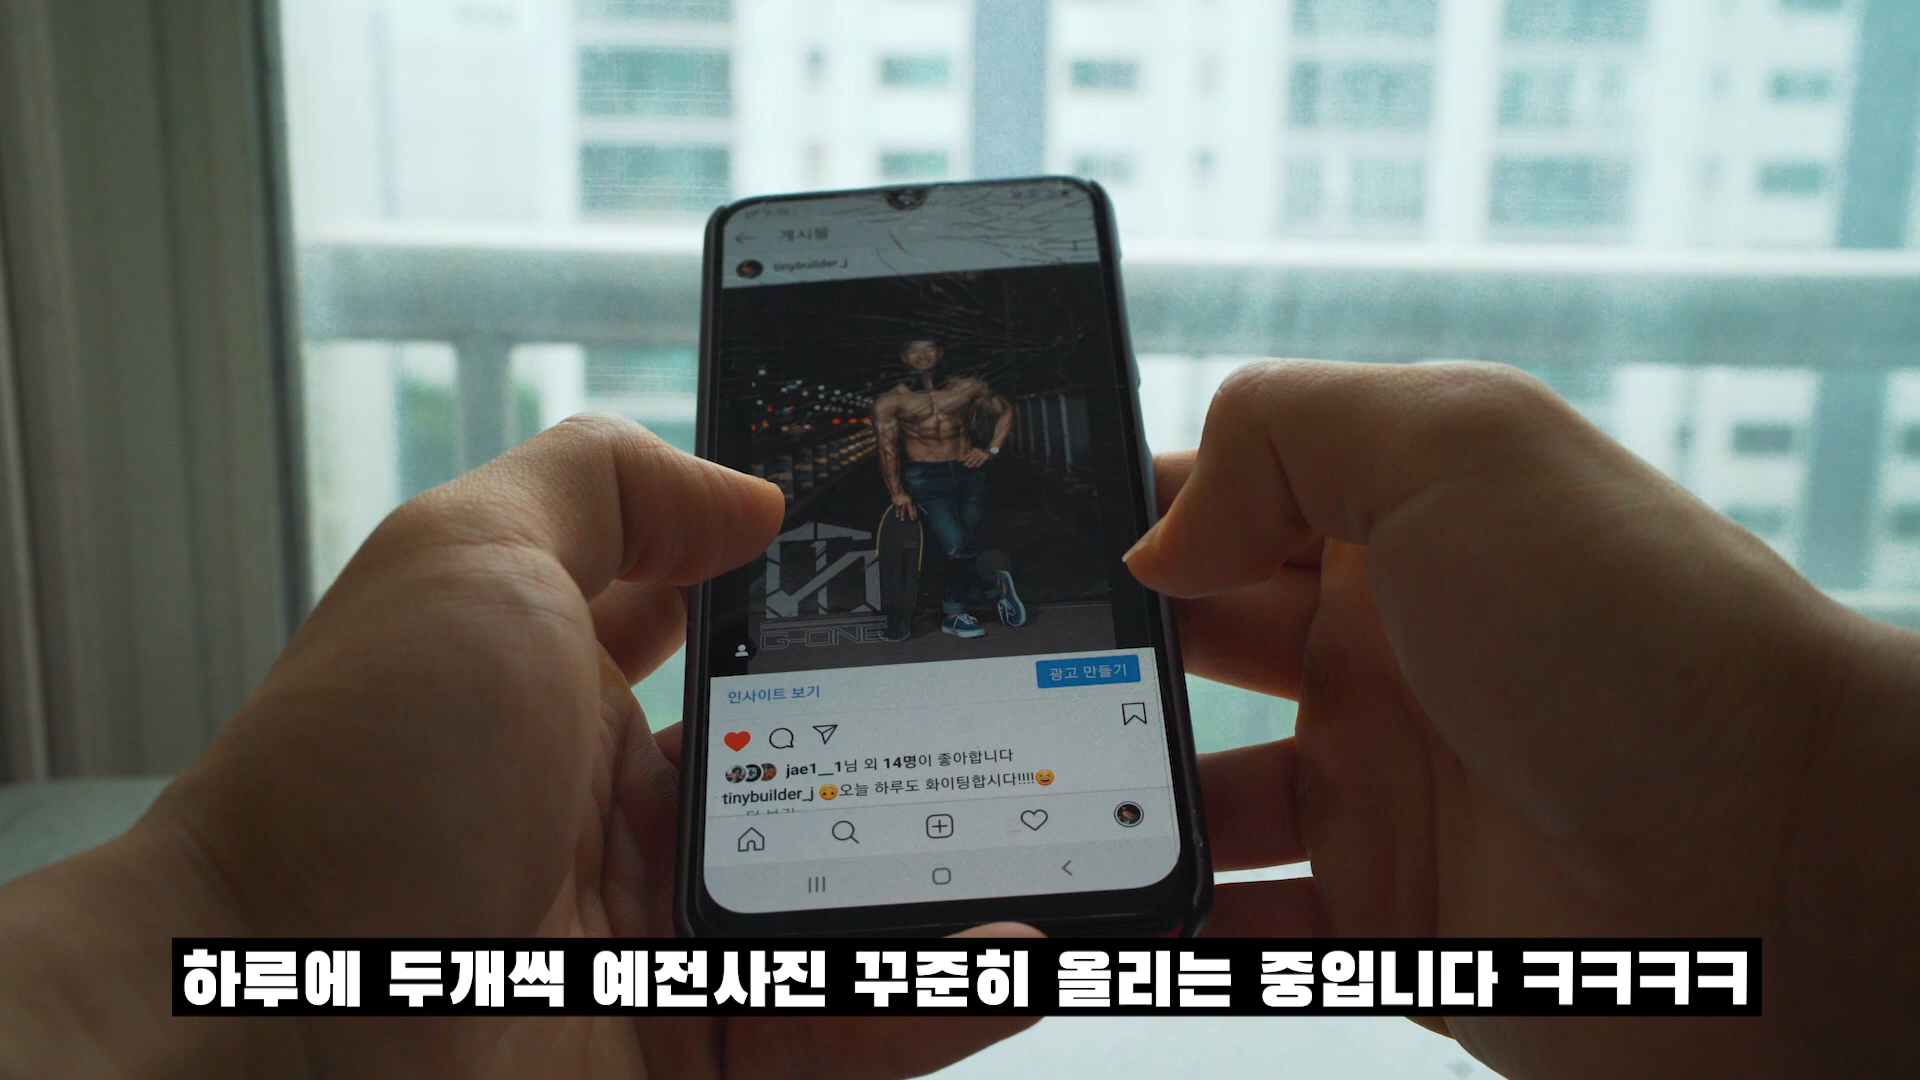 게시물
tinybuilder_j
G-ONE
인사이트 보기
광고 만들기
jae1__1님 외 14명이 좋아합니다
tinybuilder_j 🙃오늘 하루도 화이팅합시다!!!!😆
하루에 두개씩 예전사진 꾸준히 올리는 중입니다 ㅋㅋㅋㅋ